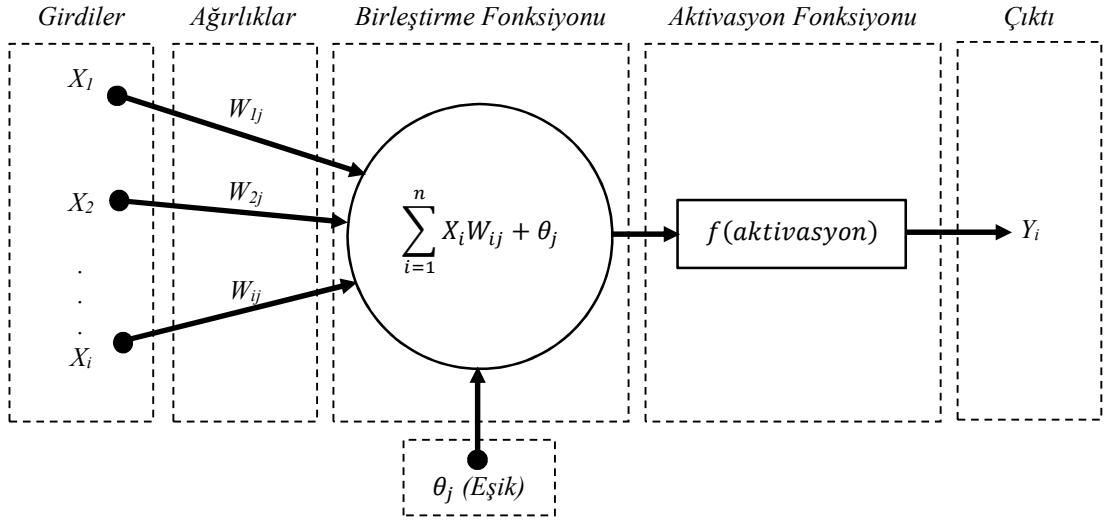 Girdiler
Ağırlıklar
Birleştirme Fonksiyonu
Aktivasyon Fonksiyonu
Çıktı
X₁
W₁ⱼ
X₂
W₂ⱼ
.
.
.
Xᵢ
Wᵢⱼ
∑ⁿᵢ₌₁ XᵢWᵢⱼ + θⱼ
f(aktivasyon)
Yᵢ
θⱼ (Eşik)